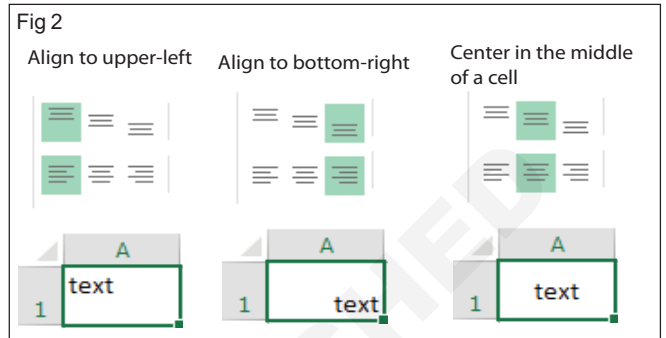 Fig 2
Align to upper-left
Align to bottom-right
Center in the middle
of a cell
A
1
text
A
1
text
A
1
text